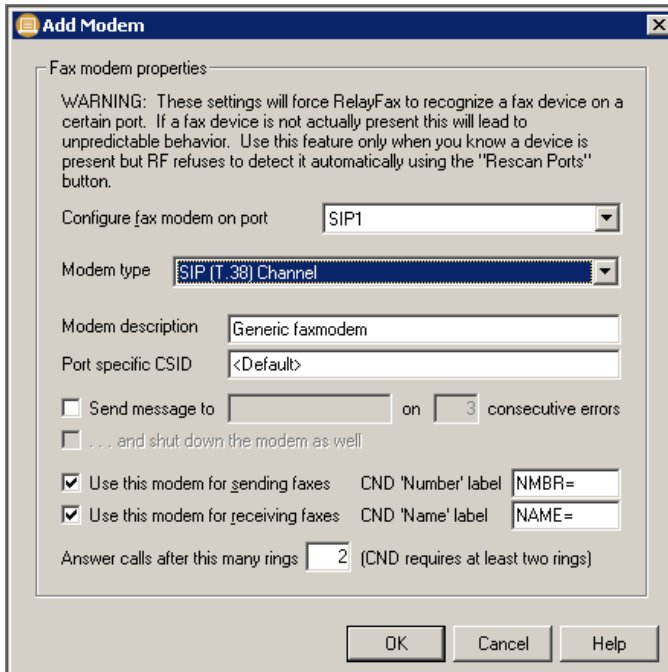 Add Modem
Fax modem properties
WARNING: These settings will force RelayFax to recognize a fax device on a
certain port. If a fax device is not actually present this will lead to
unpredictable behavior. Use this feature only when you know a device is
present but RF refuses to detect it automatically using the "Rescan Ports"
button.
Configure fax modem on port SIP1
Modem type SIP (T.38) Channel
Modem description Generic faxmodem
Port specific CSID <Default>
Send message to on 3 consecutive errors
. . . and shut down the modem as well
Use this modem for sending faxes CND 'Number' label NMBR=
Use this modem for receiving faxes CND 'Name' label NAME=
Answer calls after this many rings 2 (CND requires at least two rings)
OK Cancel Help